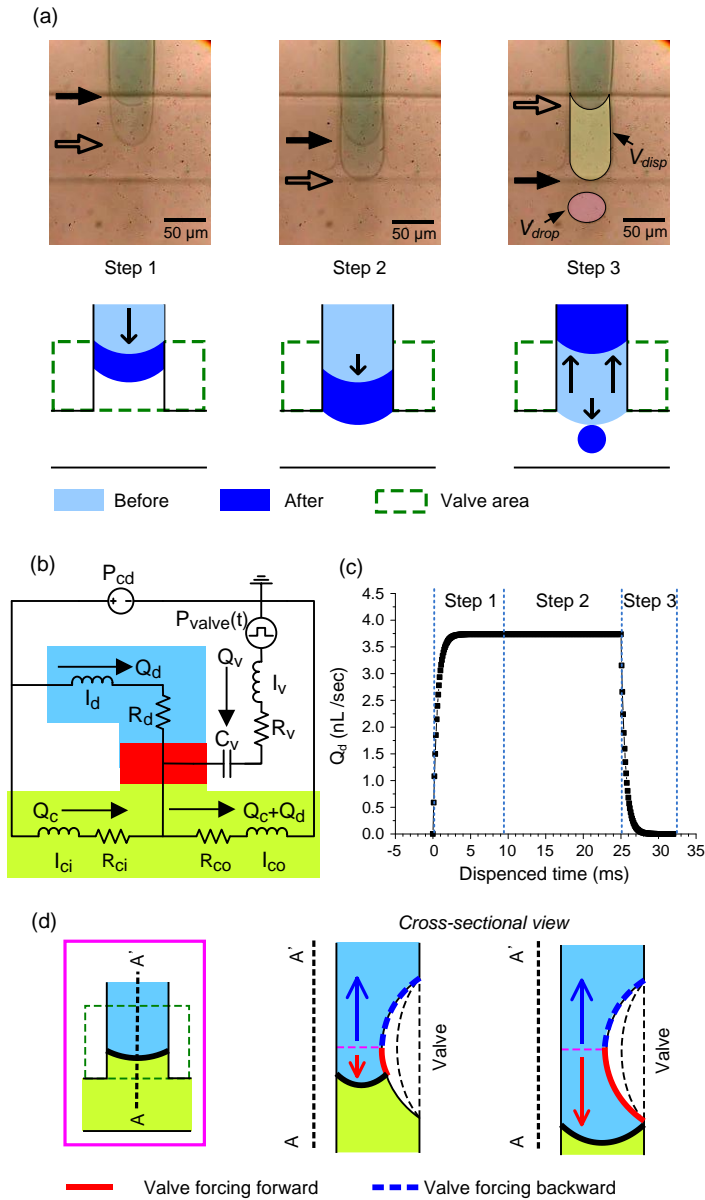 (a)
V_disp
V_drop
50 µm
50 µm
50 µm
Step 1
Step 2
Step 3
Before
After
Valve area
(b)
P_cd
P_valve(t)
Q_d
Q_v
I_d
I_v
R_d
R_v
C_v
Q_c
Q_c+Q_d
I_ci
R_ci
R_co
I_co
(c)
Step 1
Step 2
Step 3
Q_d (nL /sec)
4.5
4.0
3.5
3.0
2.5
2.0
1.5
1.0
0.5
0.0
-5 0 5 10 15 20 25 30 35
Dispenced time (ms)
(d)
Cross-sectional view
A'
A
A'
A
Valve
A'
A
Valve
Valve forcing forward
Valve forcing backward